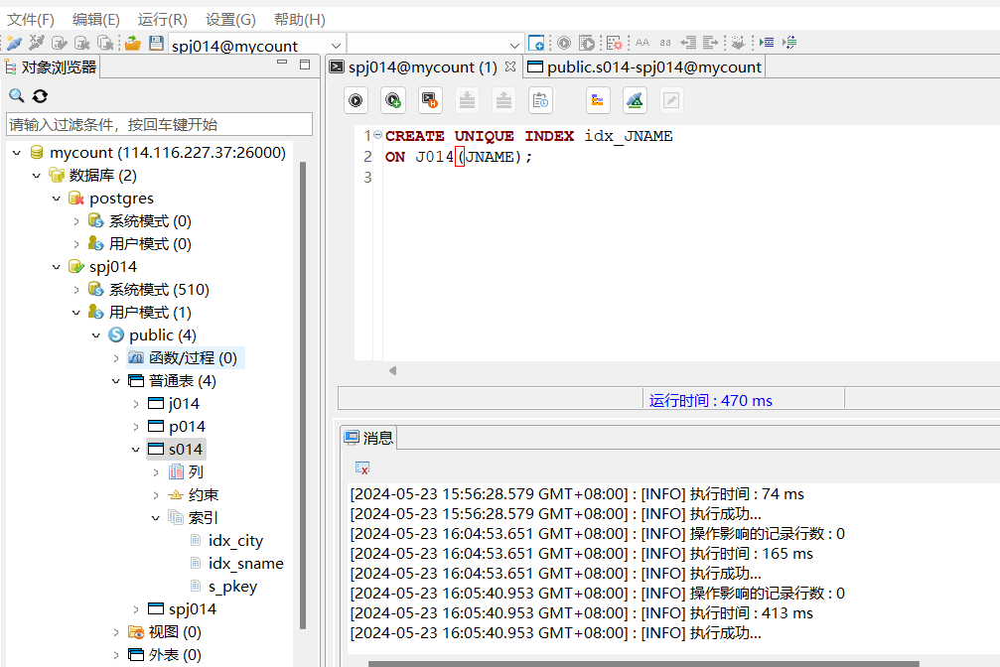 文件(F) 编辑(E) 运行(R) 设置(G) 帮助(H)
spj014@mycount
对象浏览器
请输入过滤条件，按回车键开始
mycount (114.116.227.37:26000)
数据库 (2)
postgres
系统模式 (0)
用户模式 (0)
spj014
系统模式 (510)
用户模式 (1)
public (4)
函数/过程 (0)
普通表 (4)
j014
p014
s014
列
约束
索引
idx_city
idx_sname
s_pkey
spj014
视图 (0)
外表 (0)
spj014@mycount (1)
public.s014-spj014@mycount
1 CREATE UNIQUE INDEX idx_JNAME
2 ON J014(JNAME);
3
运行时间 : 470 ms
消息
[2024-05-23 15:56:28.579 GMT+08:00] : [INFO] 执行时间 : 74 ms
[2024-05-23 15:56:28.579 GMT+08:00] : [INFO] 执行成功...
[2024-05-23 16:04:53.651 GMT+08:00] : [INFO] 操作影响的记录行数 : 0
[2024-05-23 16:04:53.651 GMT+08:00] : [INFO] 执行时间 : 165 ms
[2024-05-23 16:04:53.651 GMT+08:00] : [INFO] 执行成功...
[2024-05-23 16:05:40.953 GMT+08:00] : [INFO] 操作影响的记录行数 : 0
[2024-05-23 16:05:40.953 GMT+08:00] : [INFO] 执行时间 : 413 ms
[2024-05-23 16:05:40.953 GMT+08:00] : [INFO] 执行成功...